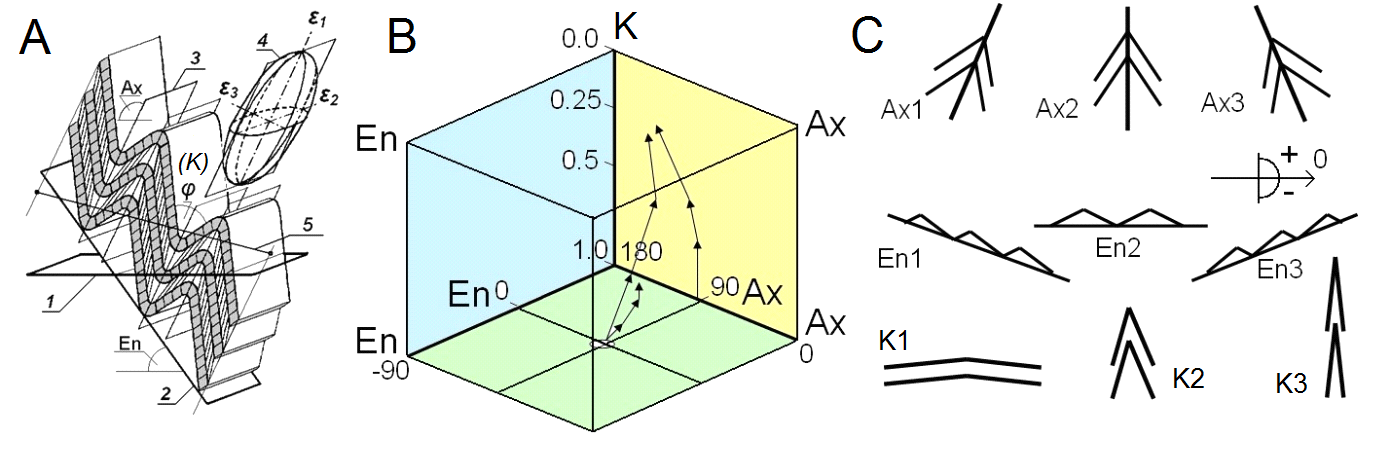 A
ε1
4
3
Ax
ε3
ε2
(K)
φ
5
1
En
2
B
K
0.0
0.25
0.5
1.0
180
En
Ax
En
0
90
Ax
En
-90
Ax
0
C
Ax1
Ax2
Ax3
+
0
-
En1
En2
En3
K1
K2
K3